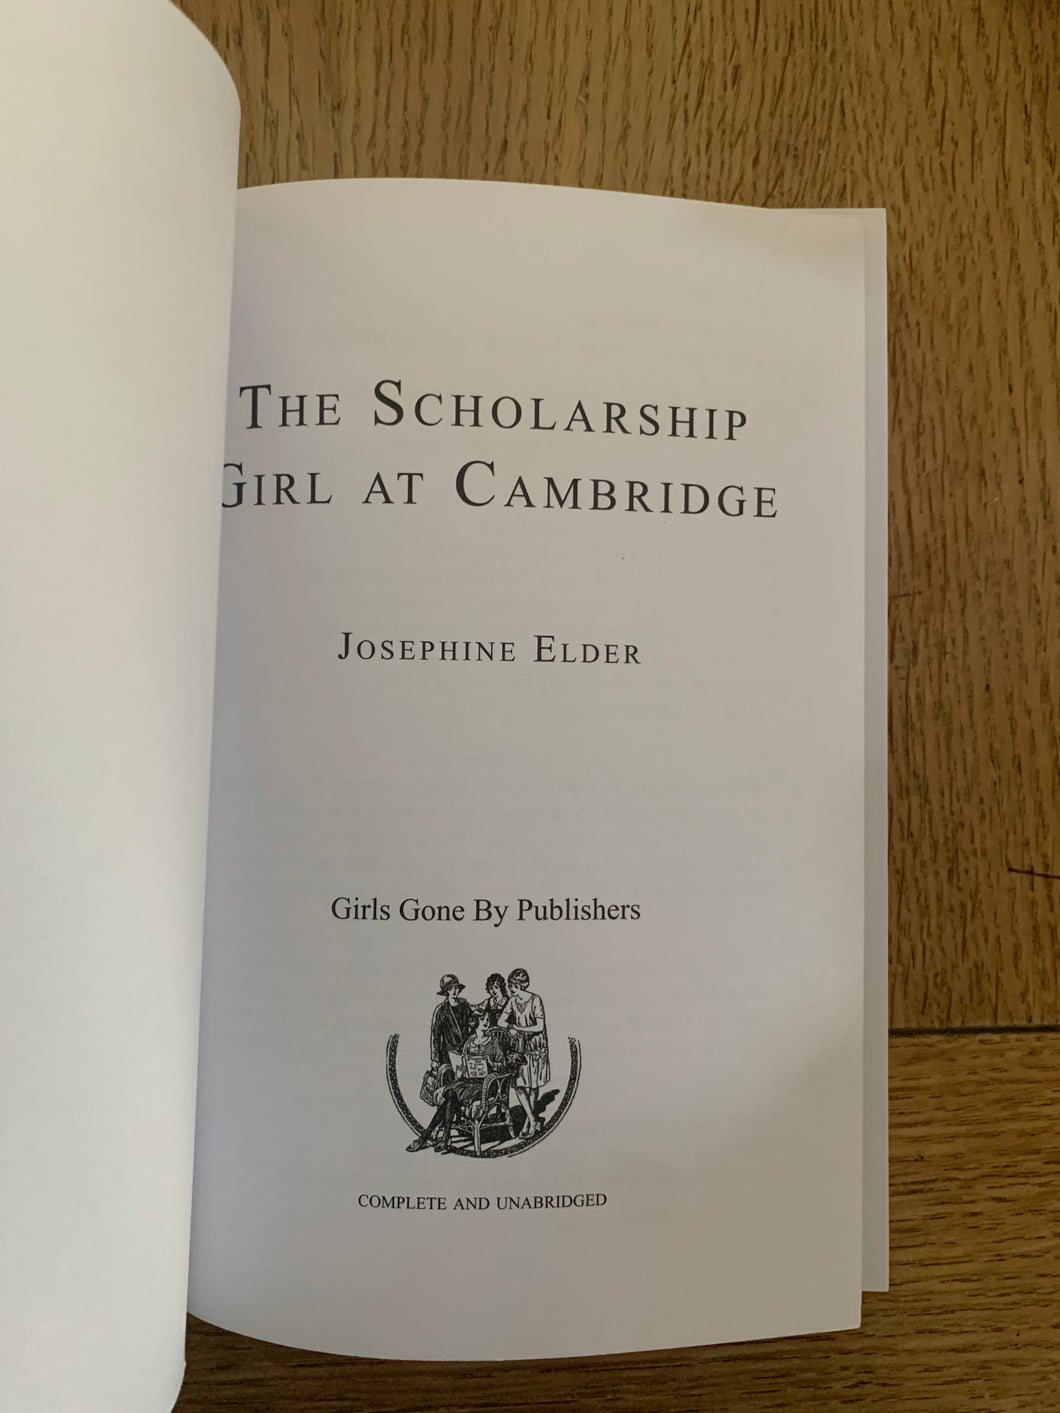 THE SCHOLARSHIP
GIRL AT CAMBRIDGE
JOSEPHINE ELDER
Girls Gone By Publishers
COMPLETE AND UNABRIDGED